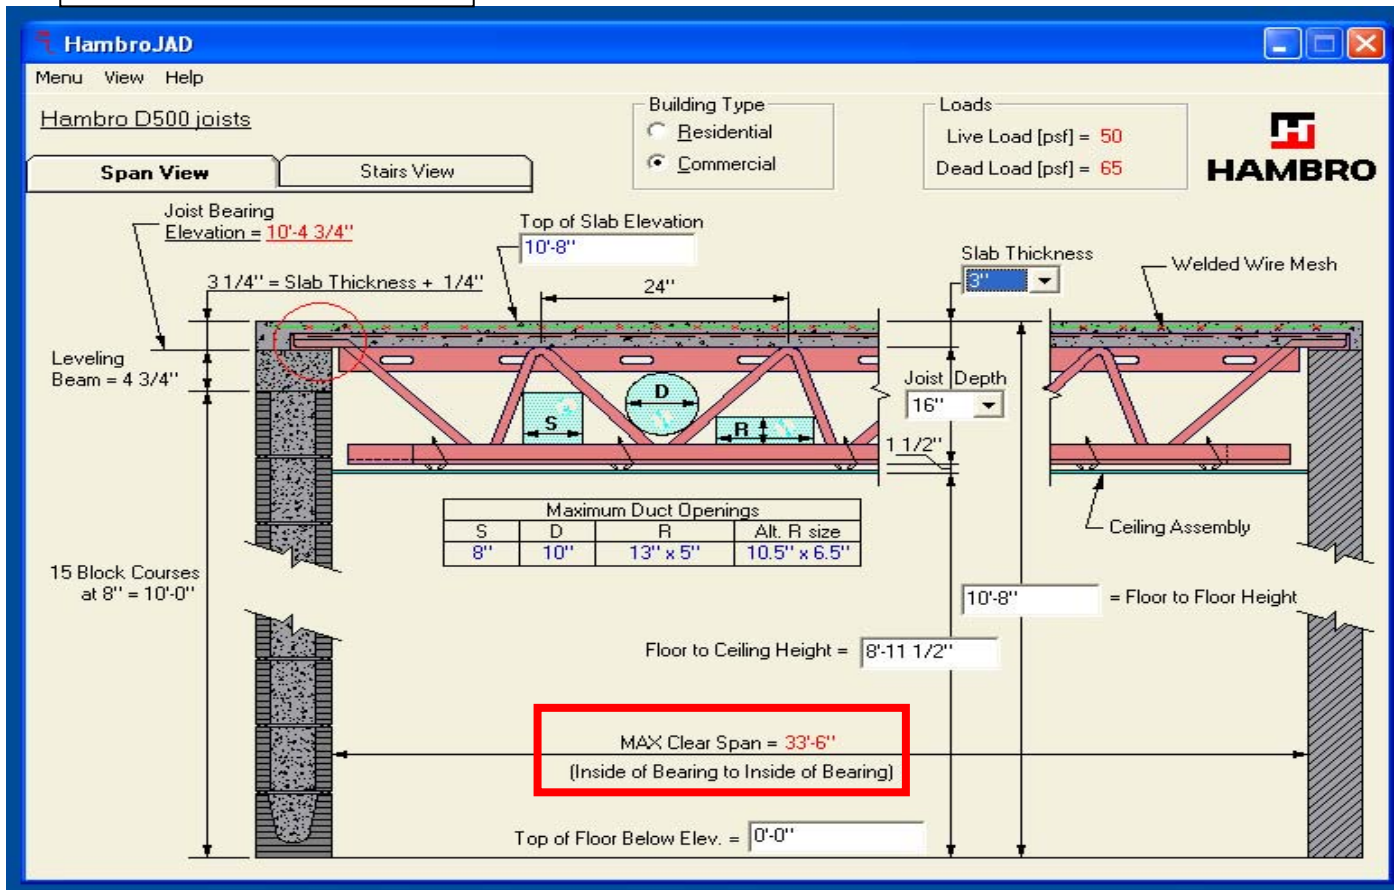 HambroJAD
Menu View Help
Hambro D500 joists
Building Type
Residential
Commercial
Loads
Live Load [psf] = 50
Dead Load [psf] = 65
HAMBRO
Span View
Stairs View
Joist Bearing
Elevation = 10'-4 3/4"
Top of Slab Elevation
10'-8"
3 1/4" = Slab Thickness + 1/4"
24"
Slab Thickness
3"
Welded Wire Mesh
Leveling
Beam = 4 3/4"
Joist Depth
16"
S
D
R
1 1/2"
Maximum Duct Openings
S D R Alt. R size
8" 10" 13" x 5" 10.5" x 6.5"
Ceiling Assembly
15 Block Courses
at 8" = 10'-0"
10'-8" = Floor to Floor Height
Floor to Ceiling Height = 8'-11 1/2"
MAX Clear Span = 33'-6"
(Inside of Bearing to Inside of Bearing)
Top of Floor Below Elev. = 0'-0"